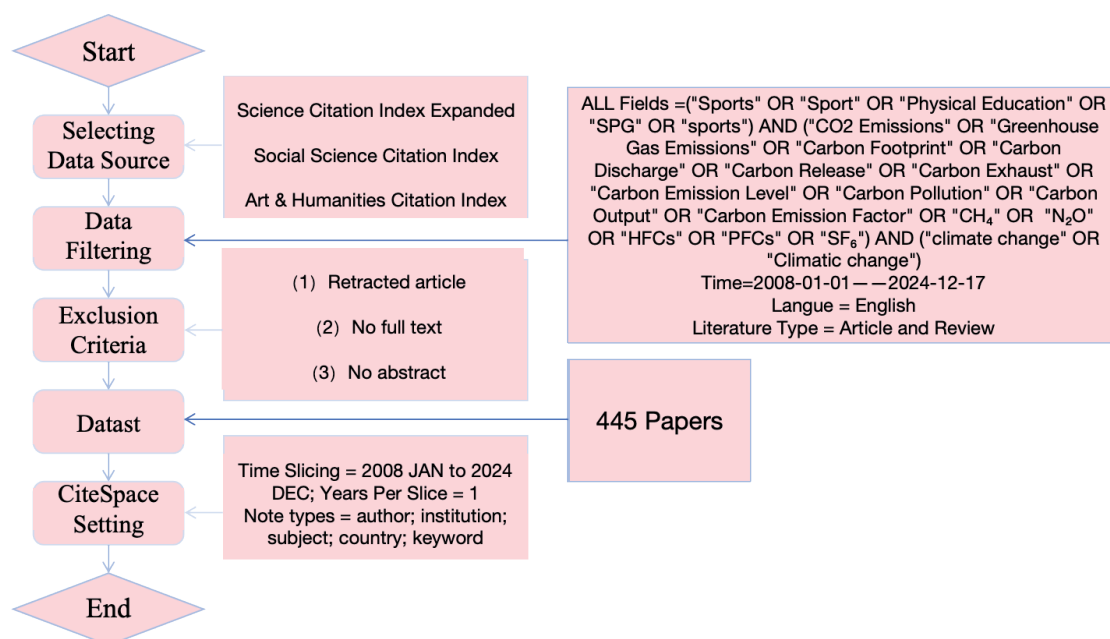 Start
Selecting
Data Source
Science Citation Index Expanded
Social Science Citation Index
Art & Humanities Citation Index
Data
Filtering
ALL Fields =("Sports" OR "Sport" or "Physical Education" OR
"SPG" OR "sports") AND ("CO2 Emissions" OR "Greenhouse
Gas Emissions" OR "Carbon Footprint" OR "Carbon
Discharge" OR "Carbon Release" OR "Carbon Exhaust" OR
"Carbon Emission Level" OR "Carbon Pollution" OR "Carbon
Output" OR "Carbon Emission Factor" OR "CH₄" OR "N₂O"
OR "HFCs" OR "PFCs" OR "SF₆") AND ("climate change" OR
"Climatic change")
Time=2008-01-01——2024-12-17
Langue = English
Literature Type = Article and Review
Exclusion
Criteria
（1） Retracted article
（2） No full text
（3） No abstract
Datast
445 Papers
CiteSpace
Setting
Time Slicing = 2008 JAN to 2024
DEC; Years Per Slice = 1
Note types = author; institution;
subject; country; keyword
End